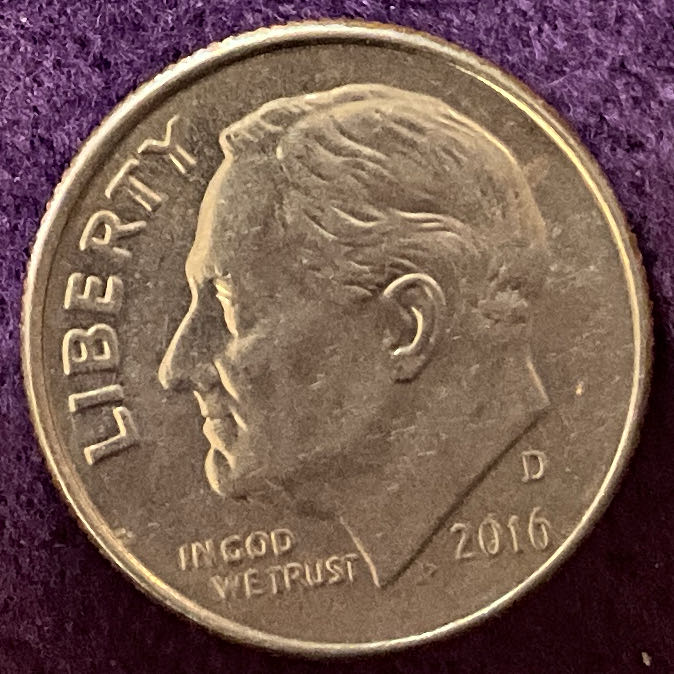 LIBERTY
IN GOD
WE TRUST
D
2016